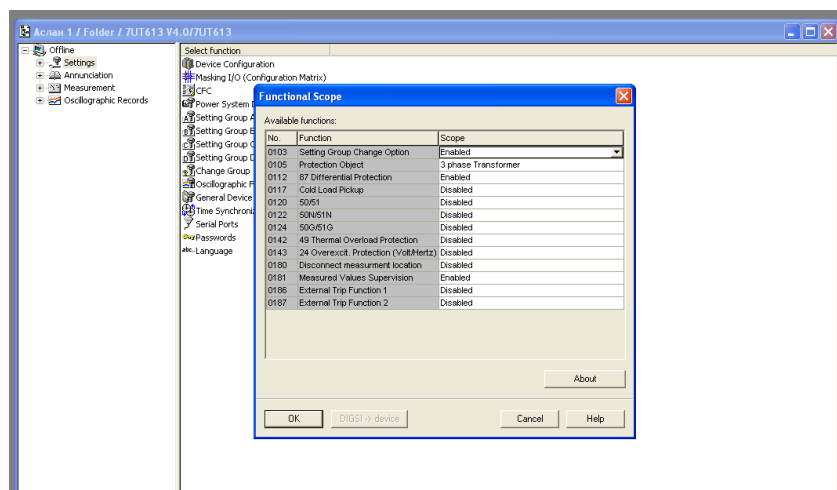 Аслан 1 / Folder / 7UT613 V4.0/7UT613
Offline
Settings
Annunciation
Measurement
Oscillographic Records
Select function
Device Configuration
Masking I/O (Configuration Matrix)
CFC
Power System
Setting Group A
Setting Group B
Setting Group C
Setting Group D
Change Group
Oscillographic F
General Device
Time Synchroni
Serial Ports
Passwords
abc.. Language
Functional Scope
Available functions:
No. Function Scope
0103 Setting Group Change Option Enabled
0105 Protection Object 3 phase Transformer
0112 87 Differential Protection Enabled
0117 Cold Load Pickup Disabled
0120 50/51 Disabled
0122 50N/51N Disabled
0124 50G/51G Disabled
0142 49 Thermal Overload Protection Disabled
0143 24 Overexcit. Protection (Volt/Hertz) Disabled
0180 Disconnect measurment location Disabled
0181 Measured Values Supervision Enabled
0186 External Trip Function 1 Disabled
0187 External Trip Function 2 Disabled
About
OK DIGSI -> device Cancel Help